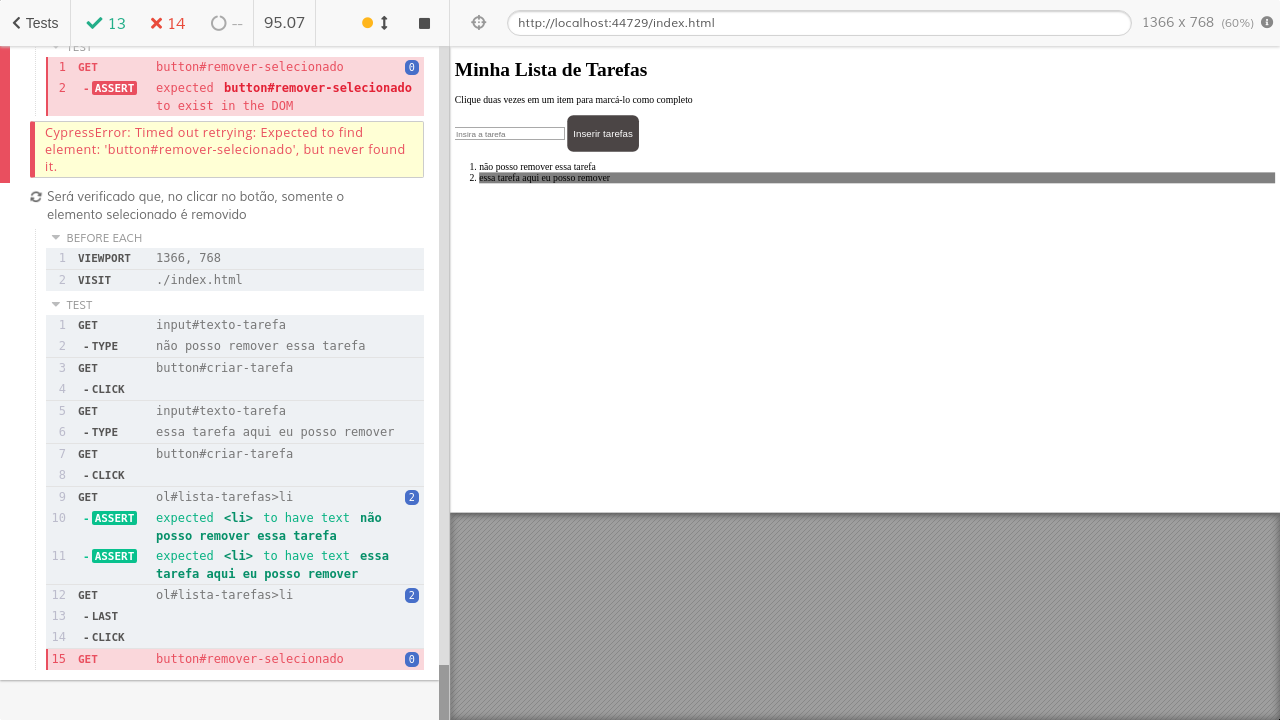 Tests
13
14
--
95.07
TEST
1 GET button#remover-selecionado 0
2 -ASSERT expected button#remover-selecionado
to exist in the DOM
CypressError: Timed out retrying: Expected to find
element: 'button#remover-selecionado', but never found
it.
Será verificado que, no clicar no botão, somente o
elemento selecionado é removido
BEFORE EACH
1 VIEWPORT 1366, 768
2 VISIT ./index.html
TEST
1 GET input#texto-tarefa
2 -TYPE não posso remover essa tarefa
3 GET button#criar-tarefa
4 -CLICK
5 GET input#texto-tarefa
6 -TYPE essa tarefa aqui eu posso remover
7 GET button#criar-tarefa
8 -CLICK
9 GET ol#lista-tarefas>li 2
10 -ASSERT expected <li> to have text não
posso remover essa tarefa
11 -ASSERT expected <li> to have text essa
tarefa aqui eu posso remover
12 GET ol#lista-tarefas>li 2
13 -LAST
14 -CLICK
15 GET button#remover-selecionado 0
http://localhost:44729/index.html
1366 x 768 (60%)
Minha Lista de Tarefas
Clique duas vezes em um item para marcá-lo como completo
Insira a tarefa
Inserir tarefas
1. não posso remover essa tarefa
2. essa tarefa aqui eu posso remover